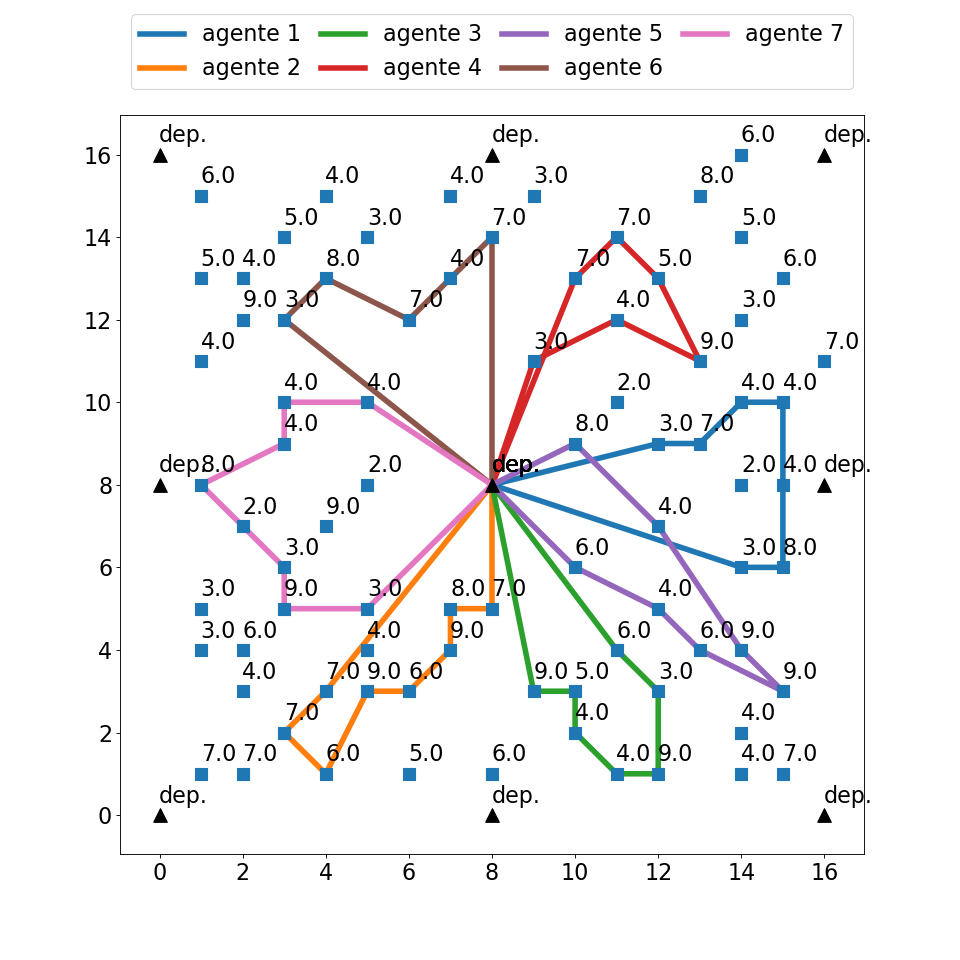 agente 1 agente 3 agente 5 agente 7
agente 2 agente 4 agente 6
dep. dep. 6.0 dep.
16
6.0 4.0 4.0 3.0 8.0
5.0 3.0 7.0 7.0 5.0
14
5.0 4.0 8.0 4.0 7.0 5.0 6.0
9.0 3.0 7.0 4.0 3.0
12
4.0 3.0 9.0 7.0
4.0 4.0 2.0 4.0 4.0
10
4.0 8.0 3.0 7.0
dep. 8.0 2.0 dep. 2.0 4.0 dep.
8
2.0 9.0 4.0
3.0 6.0 3.0 8.0
6
3.0 9.0 3.0 8.0 7.0 4.0
3.0 6.0 4.0 9.0 6.0 6.0 9.0
4
4.0 7.0 9.0 6.0 9.0 5.0 3.0 9.0
7.0 4.0 4.0
2
7.0 7.0 6.0 5.0 6.0 4.0 9.0 4.0 7.0
dep. dep. dep.
0
0 2 4 6 8 10 12 14 16